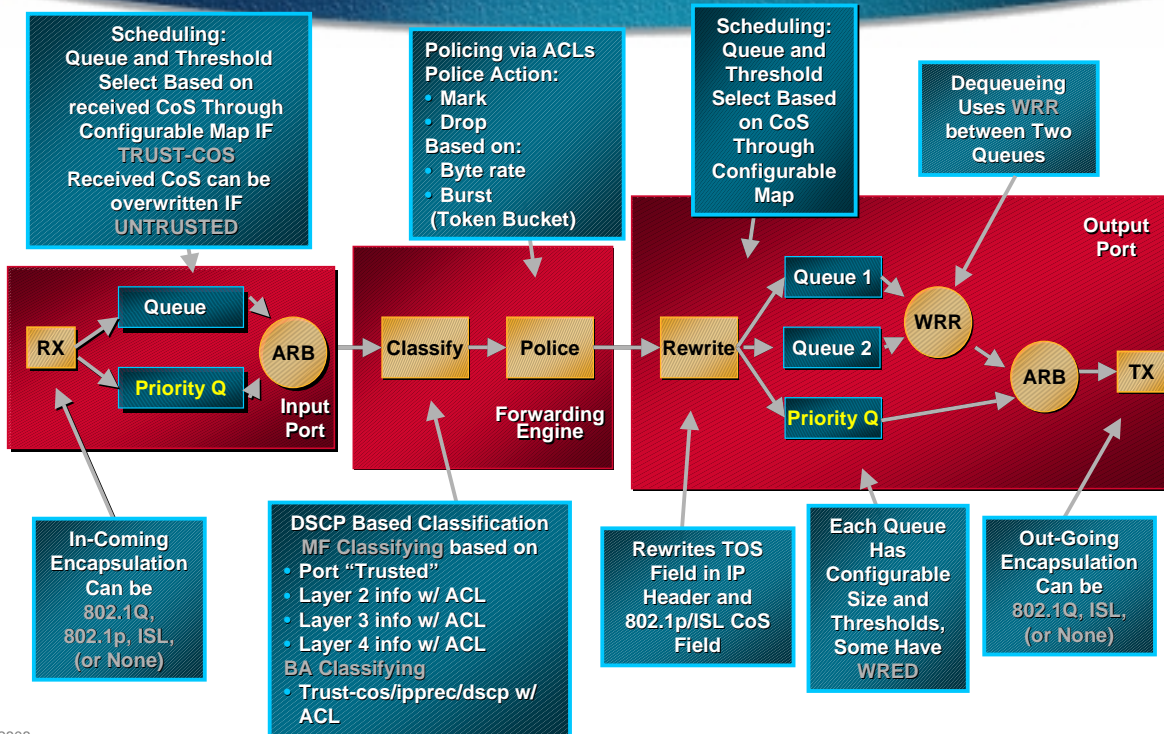 Scheduling:
Queue and Threshold
Select Based on
received CoS Through
Configurable Map IF
TRUST-COS
Received CoS can be
overwritten IF
UNTRUSTED
Policing via ACLs
Police Action:
• Mark
• Drop
Based on:
• Byte rate
• Burst
(Token Bucket)
Scheduling:
Queue and
Threshold
Select Based
on CoS
Through
Configurable
Map
Dequeueing
Uses WRR
between Two
Queues
RX
Queue
Priority Q
ARB
Input
Port
Classify
Police
Forwarding
Engine
Rewrite
Queue 1
Queue 2
Priority Q
WRR
ARB
TX
Output
Port
In-Coming
Encapsulation
Can be
802.1Q,
802.1p, ISL,
(or None)
DSCP Based Classification
MF Classifying based on
• Port “Trusted”
• Layer 2 info w/ ACL
• Layer 3 info w/ ACL
• Layer 4 info w/ ACL
BA Classifying
• Trust-cos/ipprec/dscp w/
ACL
Rewrites TOS
Field in IP
Header and
802.1p/ISL CoS
Field
Each Queue
Has
Configurable
Size and
Thresholds,
Some Have
WRED
Out-Going
Encapsulation
Can be
802.1Q, ISL,
(or None)